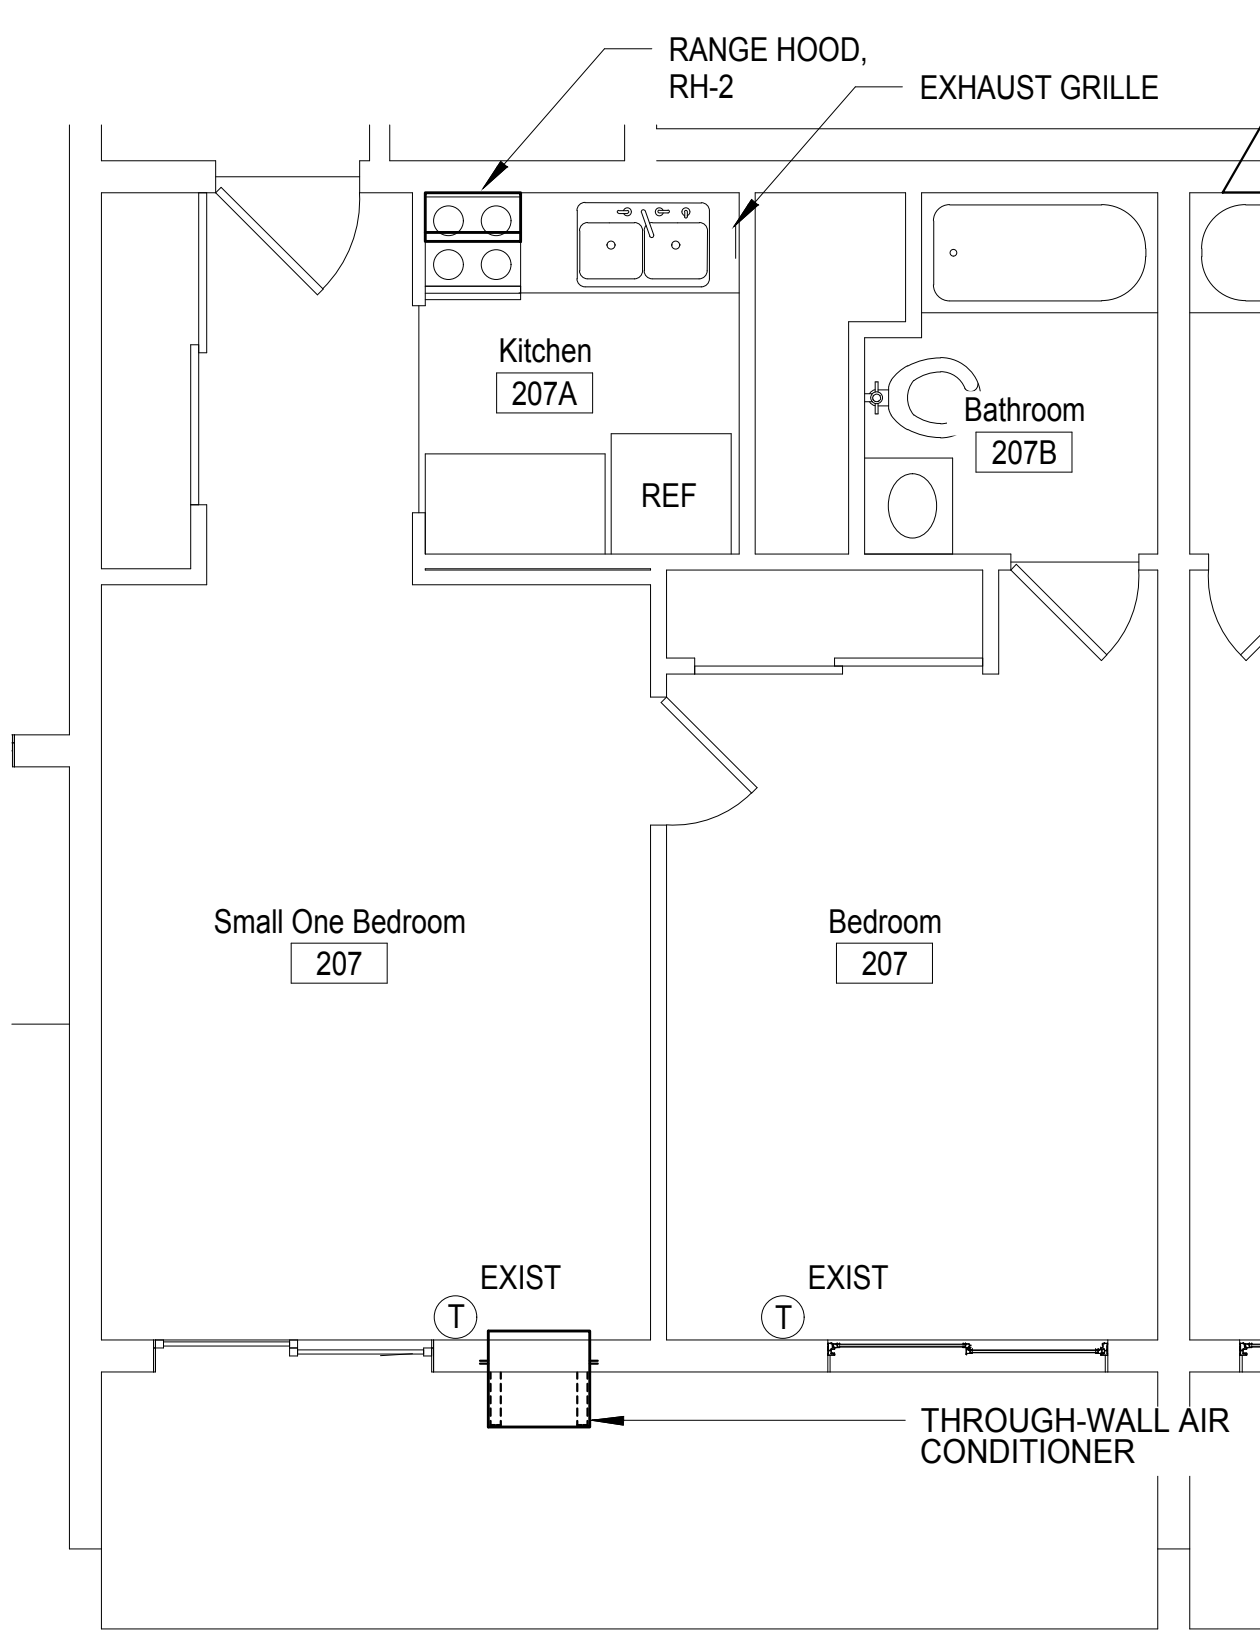 RANGE HOOD,
RH-2
EXHAUST GRILLE
Kitchen
207A
Bathroom
207B
REF
Small One Bedroom
207
Bedroom
207
EXIST
T
EXIST
T
THROUGH-WALL AIR
CONDITIONER